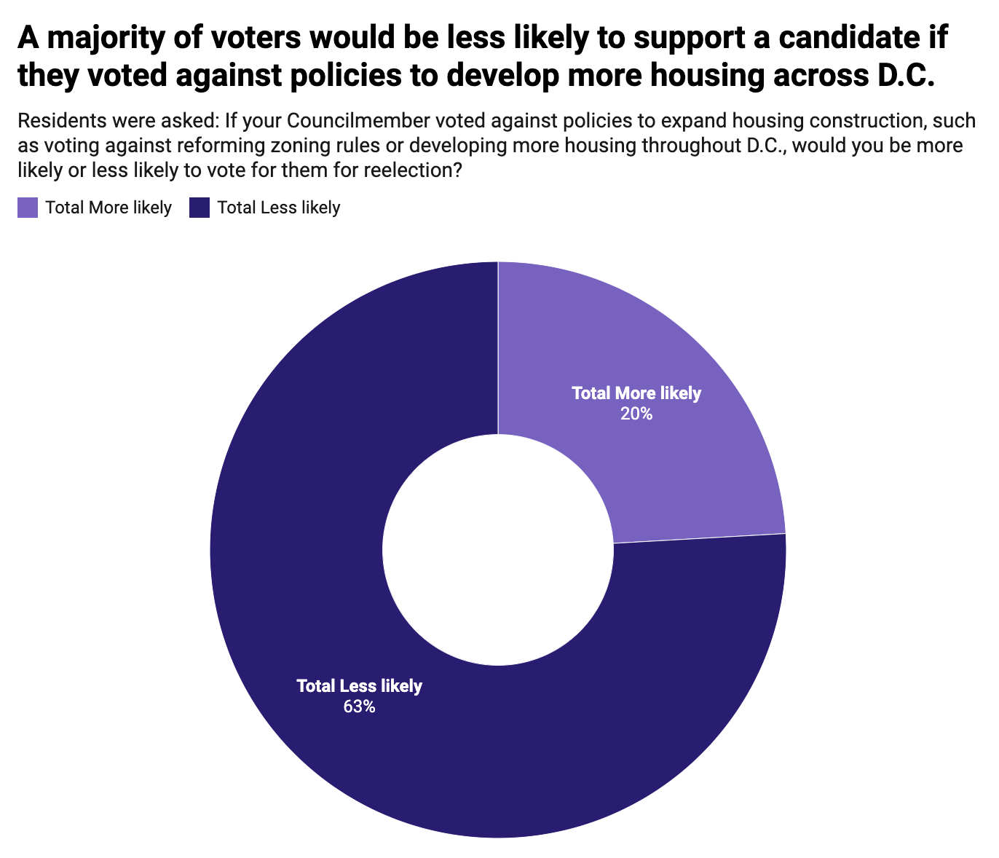 A majority of voters would be less likely to support a candidate if
they voted against policies to develop more housing across D.C.
Residents were asked: If your Councilmember voted against policies to expand housing construction, such
as voting against reforming zoning rules or developing more housing throughout D.C., would you be more
likely or less likely to vote for them for reelection?
Total More likely Total Less likely
Total More likely
20%
Total Less likely
63%